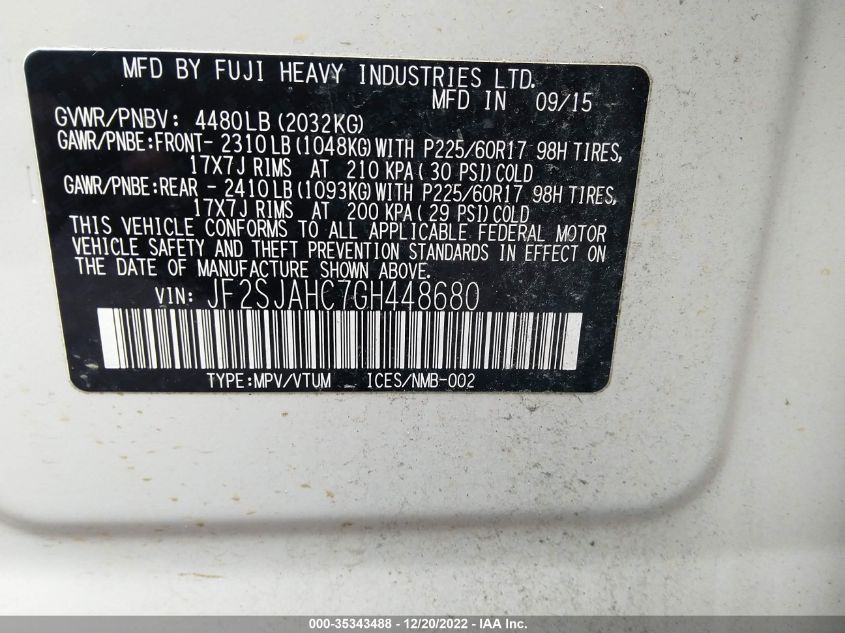 MFD BY FUJI HEAVY INDUSTRIES LTD.
MFD IN 09/15
GVWR/PNBV: 4480LB (2032KG)
GAWR/PNBE:FRONT- 2310LB (1048KG)WITH P225/60R17 98H TIRES,
17X7J RIMS AT 210 KPA( 30 PSI)COLD
GAWR/PNBE:REAR - 2410LB (1093KG)WITH P225/60R17 98H TIRES,
17X7J RIMS AT 200 KPA( 29 PSI)COLD
THIS VEHICLE CONFORMS TO ALL APPLICABLE FEDERAL MOTOR
VEHICLE SAFETY AND THEFT PREVENTION STANDARDS IN EFFECT ON
THE DATE OF MANUFACTURE SHOWN ABOVE.
VIN: JF2SJAHC7GH448680
TYPE:MPV/VTUM ICES/NMB-002
000-35343488 - 12/20/2022 - IAA Inc.